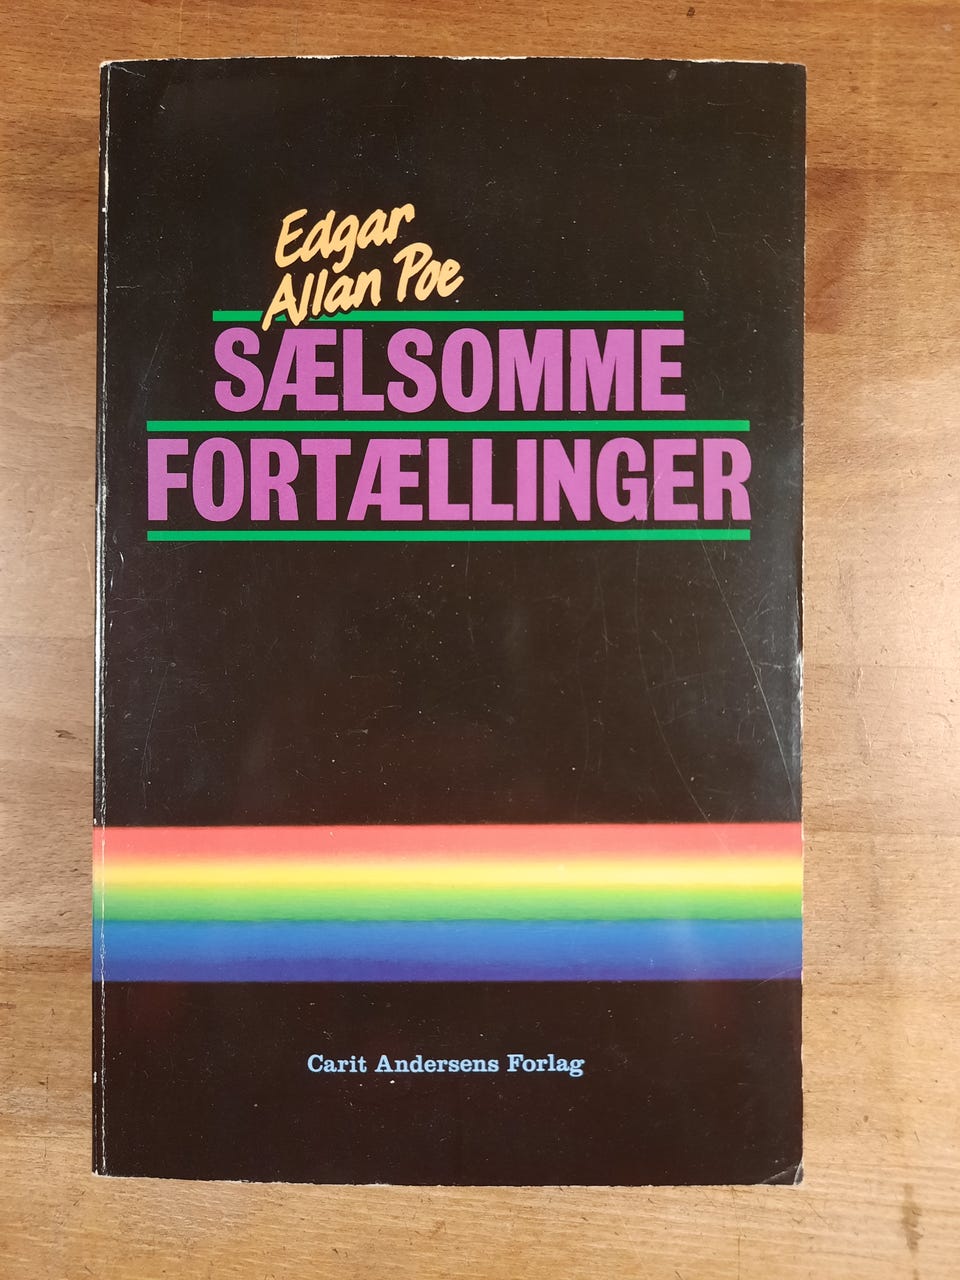 Edgar
Allan Poe
SÆLSOMME
FORTÆLLINGER
Carit Andersens Forlag